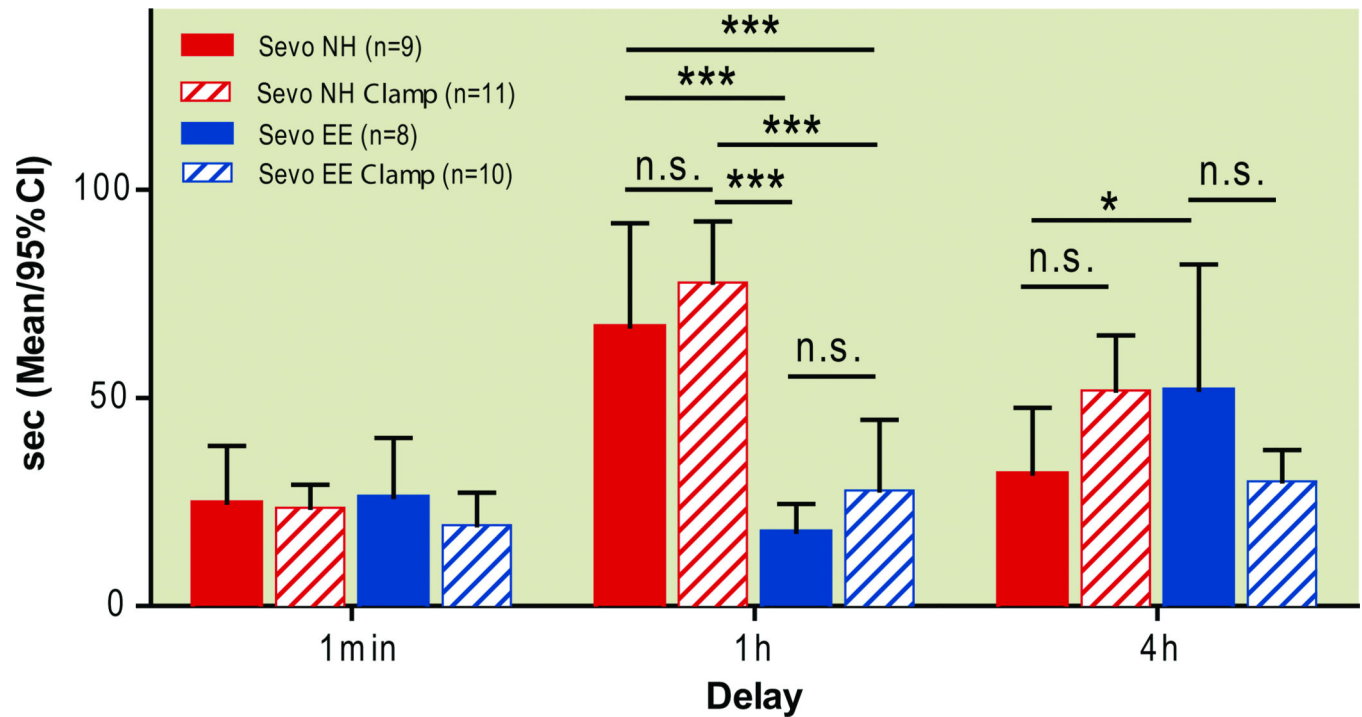 Sevo NH (n=9)
Sevo NH Clamp (n=11)
Sevo EE (n=8)
Sevo EE Clamp (n=10)
***
***
***
n.s.
***
n.s.
n.s.
*
n.s.
sec (Mean/95%CI)
100
50
0
1min
1h
4h
Delay